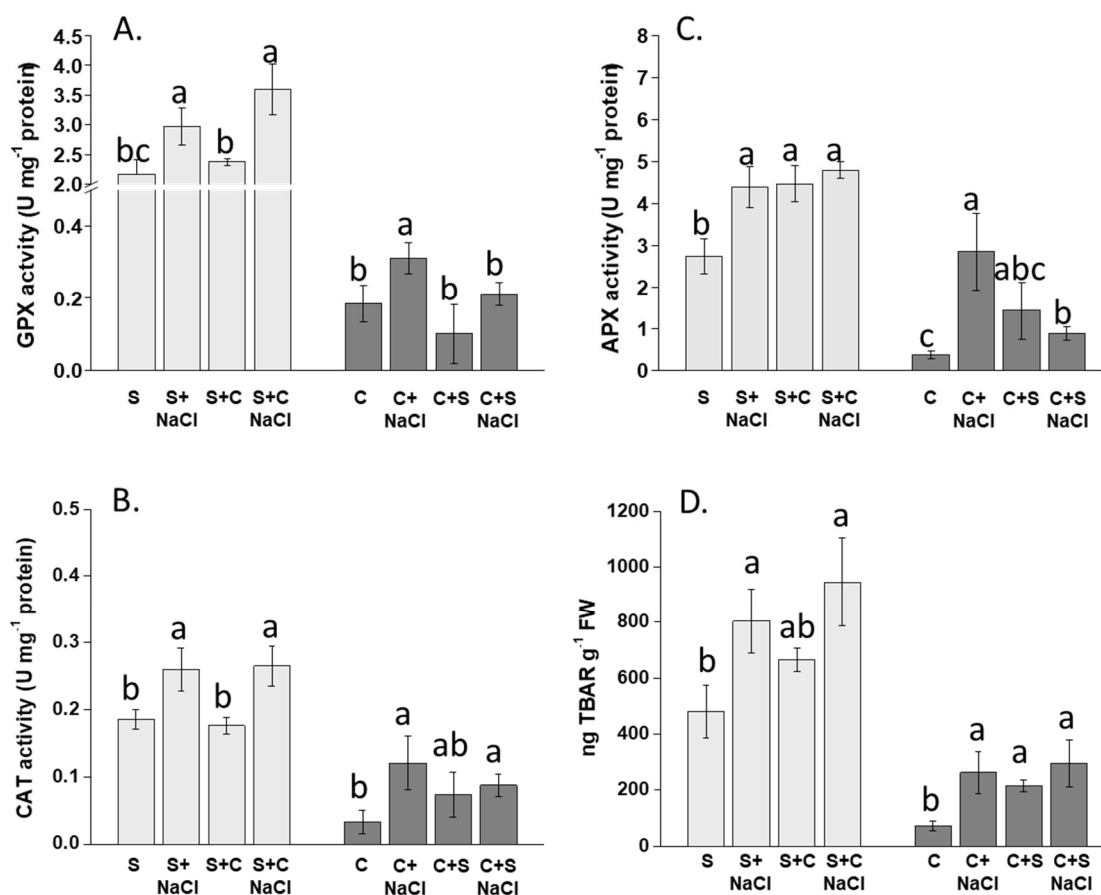 A.
GPX actvity (U mg⁻¹ protein)
4.5
4.0
3.5
3.0
2.5
2.0
0.4
0.2
0.0
bc
a
b
a
b
a
b
b
S
S+
NaCl
S+C
S+C
NaCl
C
C+
NaCl
C+S
C+S
NaCl
C.
APX activity (U mg⁻¹ protein)
8
7
6
5
4
3
2
1
0
b
a
a
a
c
a
abc
b
S
S+
NaCl
S+C
S+C
NaCl
C
C+
NaCl
C+S
C+S
NaCl
B.
CAT activity (U mg⁻¹ protein)
0.5
0.4
0.3
0.2
0.1
0.0
b
a
b
a
b
a
ab
a
S
S+
NaCl
S+C
S+C
NaCl
C
C+
NaCl
C+S
C+S
NaCl
D.
ng TBAR g⁻¹ FW
1200
1000
800
600
400
200
0
b
a
ab
a
b
a
a
a
S
S+
NaCl
S+C
S+C
NaCl
C
C+
NaCl
C+S
C+S
NaCl